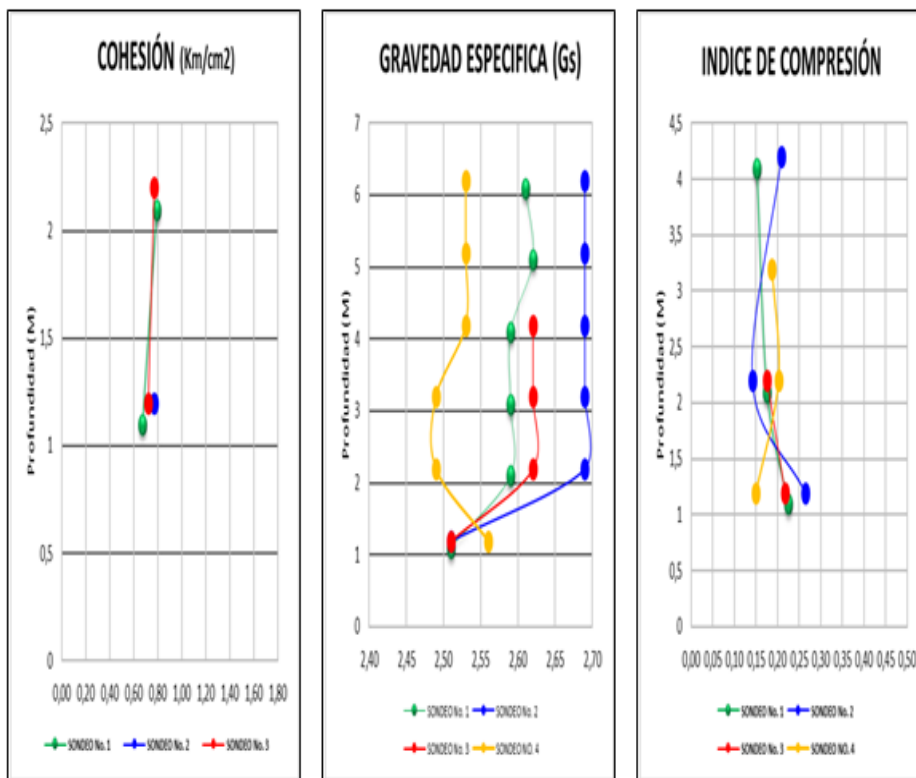 COHESIÓN (Km/cm2)
Profundidad (M)
2,5
2
1,5
1
0,5
0
0,00 0,20 0,40 0,60 0,80 1,00 1,20 1,40 1,60 1,80
SONDEO No. 1 SONDEO No. 2 SONDEO No. 3
GRAVEDAD ESPECIFICA (Gs)
Profundidad (M)
7
6
5
4
3
2
1
0
2,40 2,45 2,50 2,55 2,60 2,65 2,70
SONDEO No. 1 SONDEO No. 2
SONDEO No. 3 SONDEO NO. 4
INDICE DE COMPRESIÓN
Profundidad (M)
4,5
4
3,5
3
2,5
2
1,5
1
0,5
0
0,00 0,05 0,10 0,15 0,20 0,25 0,30 0,35 0,40 0,45 0,50
SONDEO No. 1 SONDEO No. 2
SONDEO No. 3 SONDEO No. 4